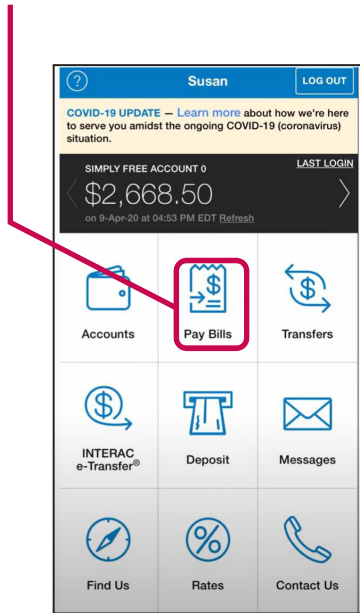 ?
Susan
LOG OUT
COVID-19 UPDATE — Learn more about how we're here
to serve you amidst the ongoing COVID-19 (coronavirus)
situation.
SIMPLY FREE ACCOUNT 0
LAST LOGIN
$2,668.50
on 9-Apr-20 at 04:53 PM EDT Refresh
$
$
Accounts
Pay Bills
Transfers
$
%
INTERAC
e-Transfer®
Deposit
Messages
Find Us
Rates
Contact Us